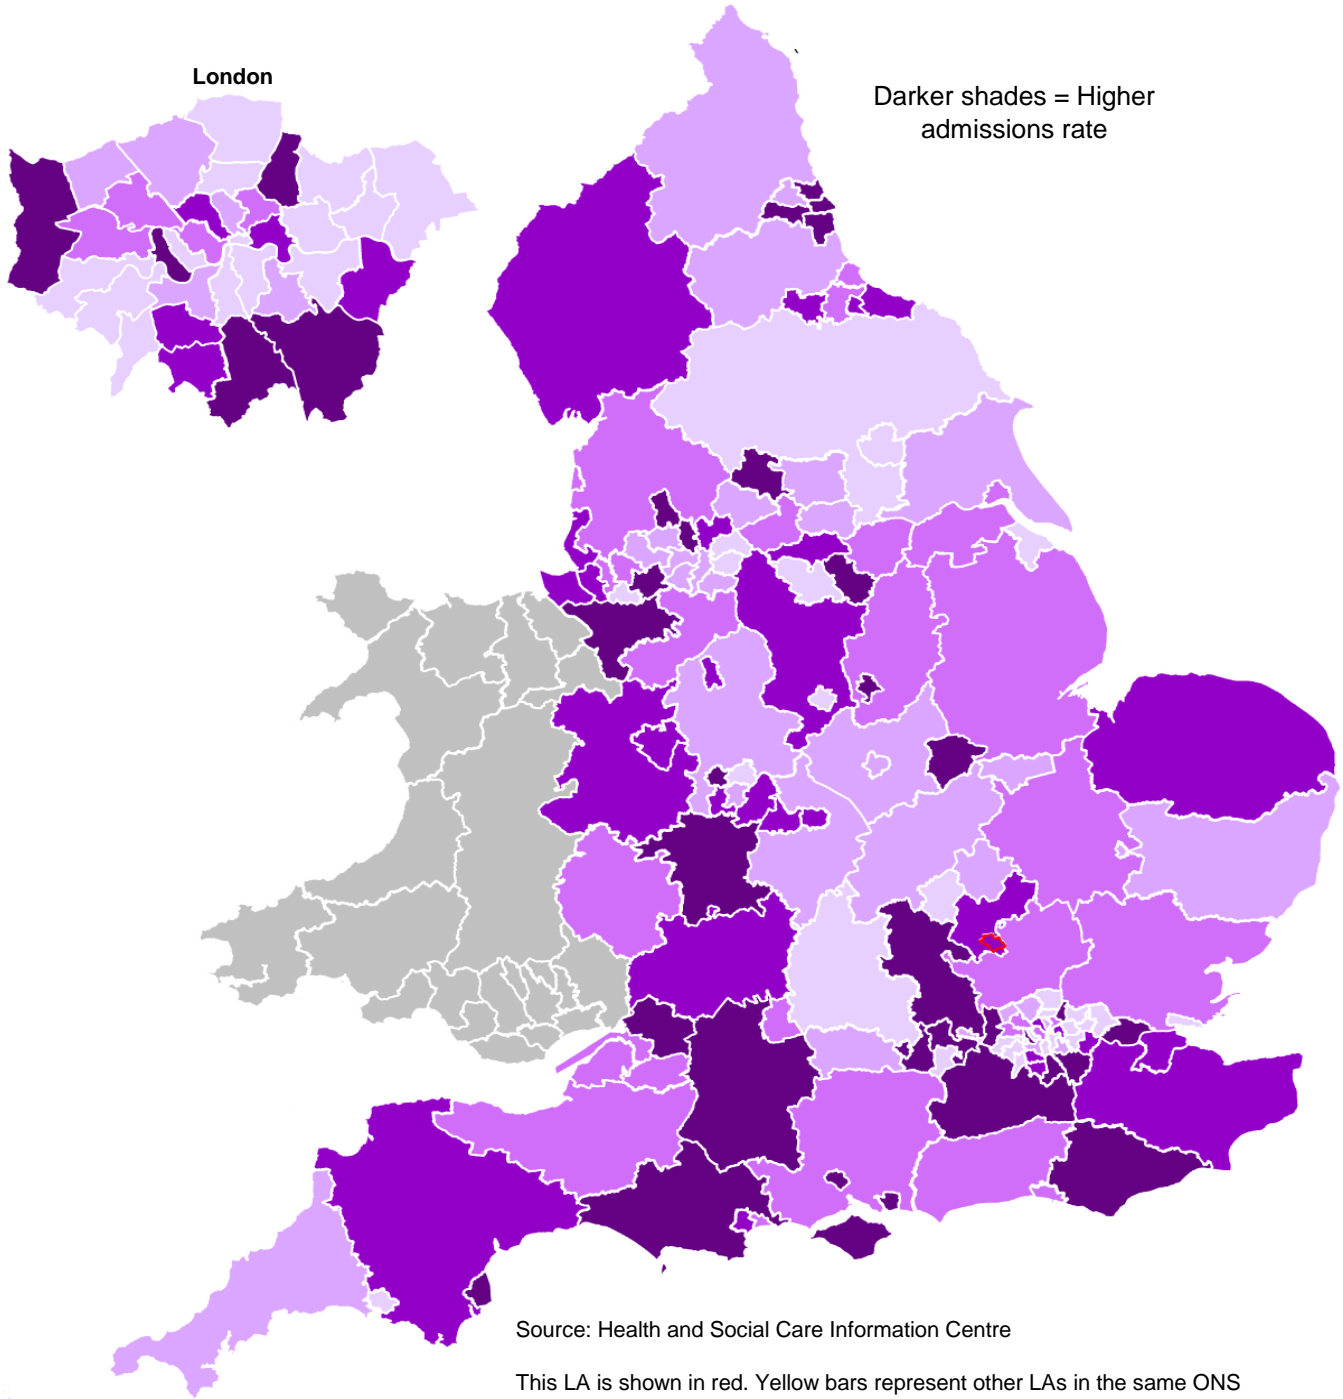 London
Darker shades = Higher
admissions rate
Source: Health and Social Care Information Centre
This LA is shown in red. Yellow bars represent other LAs in the same ONS